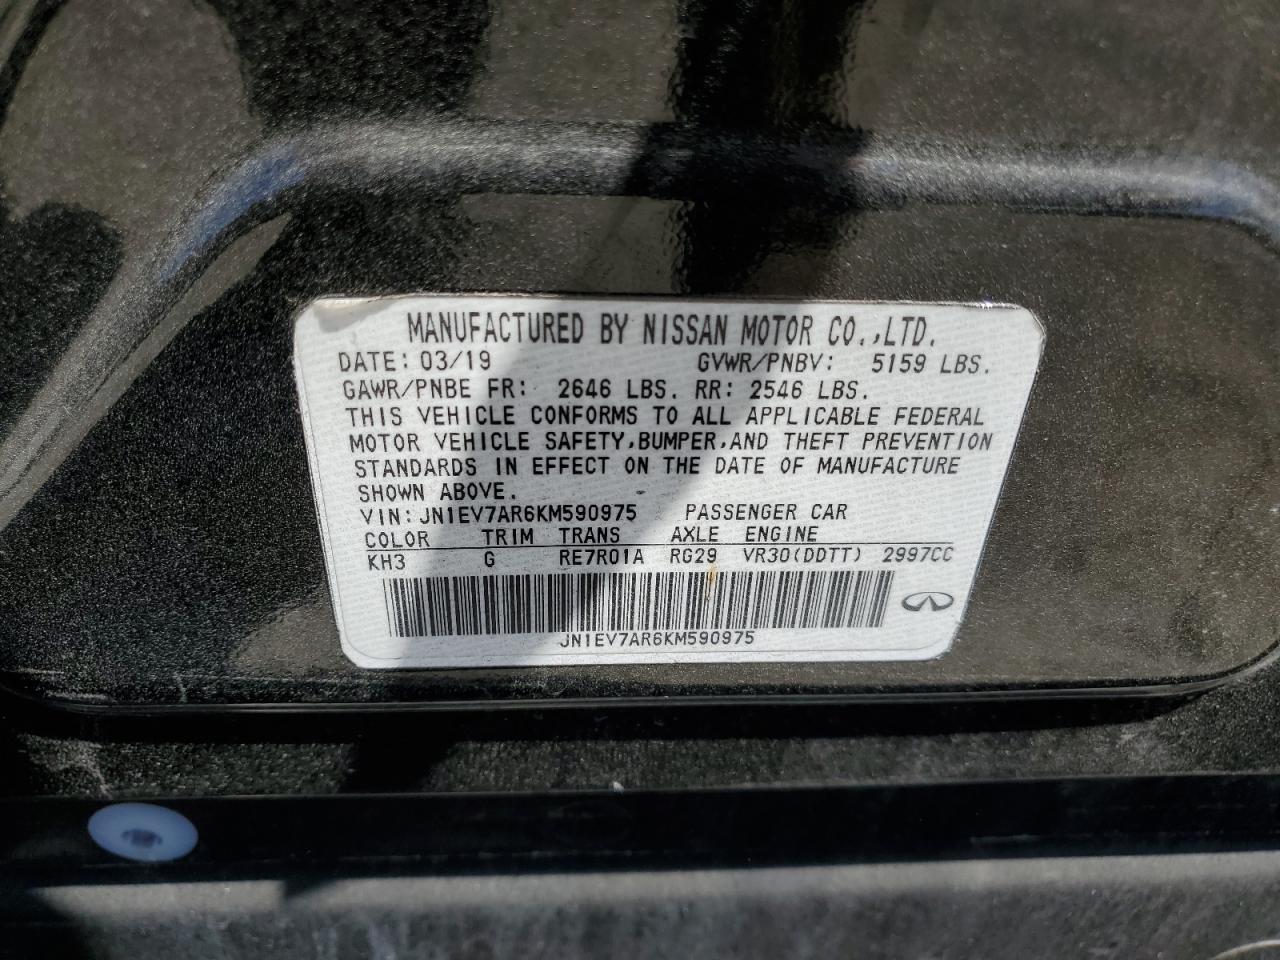 MANUFACTURED BY NISSAN MOTOR CO.,LTD.
DATE: 03/19 GVWR/PNBV: 5159 LBS.
GAWR/PNBE FR: 2646 LBS. RR: 2546 LBS.
THIS VEHICLE CONFORMS TO ALL APPLICABLE FEDERAL
MOTOR VEHICLE SAFETY,BUMPER,AND THEFT PREVENTION
STANDARDS IN EFFECT ON THE DATE OF MANUFACTURE
SHOWN ABOVE.
VIN: JN1EV7AR6KM590975 PASSENGER CAR
COLOR TRIM TRANS AXLE ENGINE
KH3 G RE7R01A RG29 VR30(DDTT) 2997CC
JN1EV7AR6KM590975